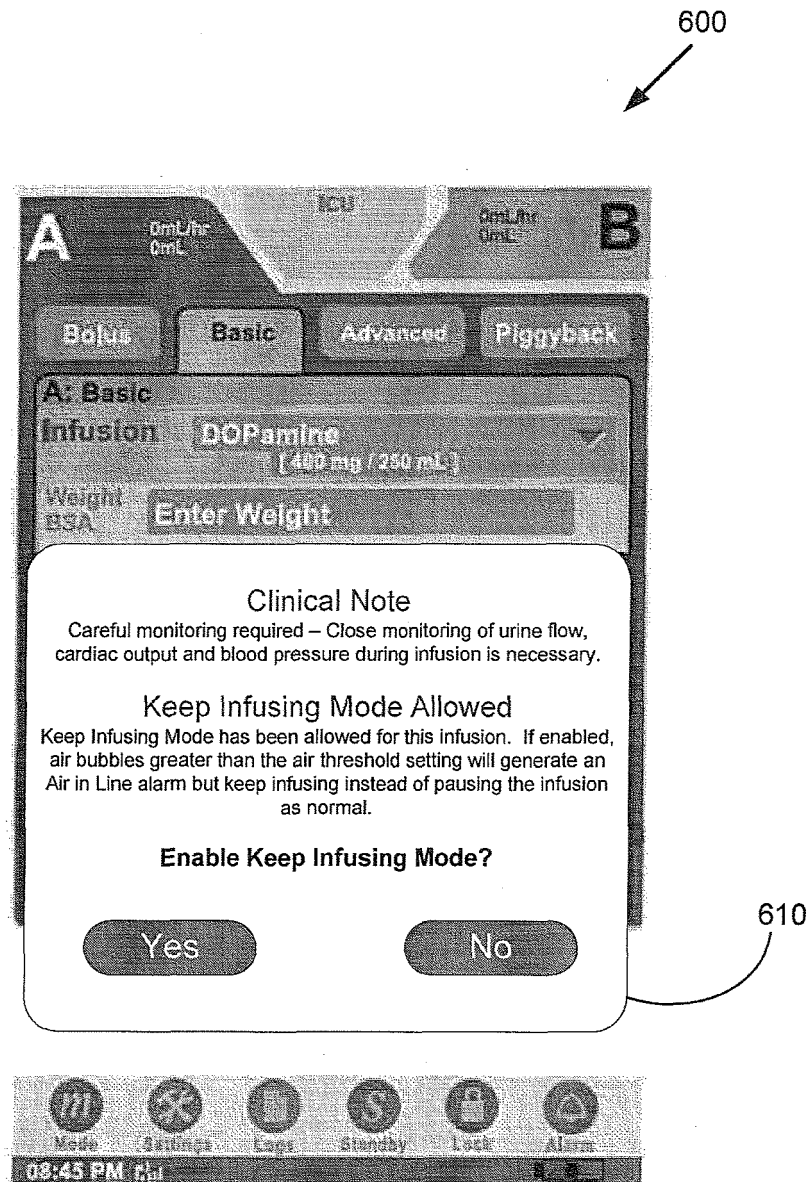 600
A
0mL/hr
0mL
ICU
0mL/hr
0mL
B
Bolus
Basic
Advanced
Piggyback
A: Basic
Infusion
DOPamine
[ 400 mg / 250 mL ]
Weight
BSA
Enter Weight
Clinical Note
Careful monitoring required – Close monitoring of urine flow,
cardiac output and blood pressure during infusion is necessary.
Keep Infusing Mode Allowed
Keep Infusing Mode has been allowed for this infusion. If enabled,
air bubbles greater than the air threshold setting will generate an
Air in Line alarm but keep infusing instead of pausing the infusion
as normal.
Enable Keep Infusing Mode?
Yes
No
610
m
S
Mode
Settings
Logs
Standby
Lock
Alarm
08:45 PM